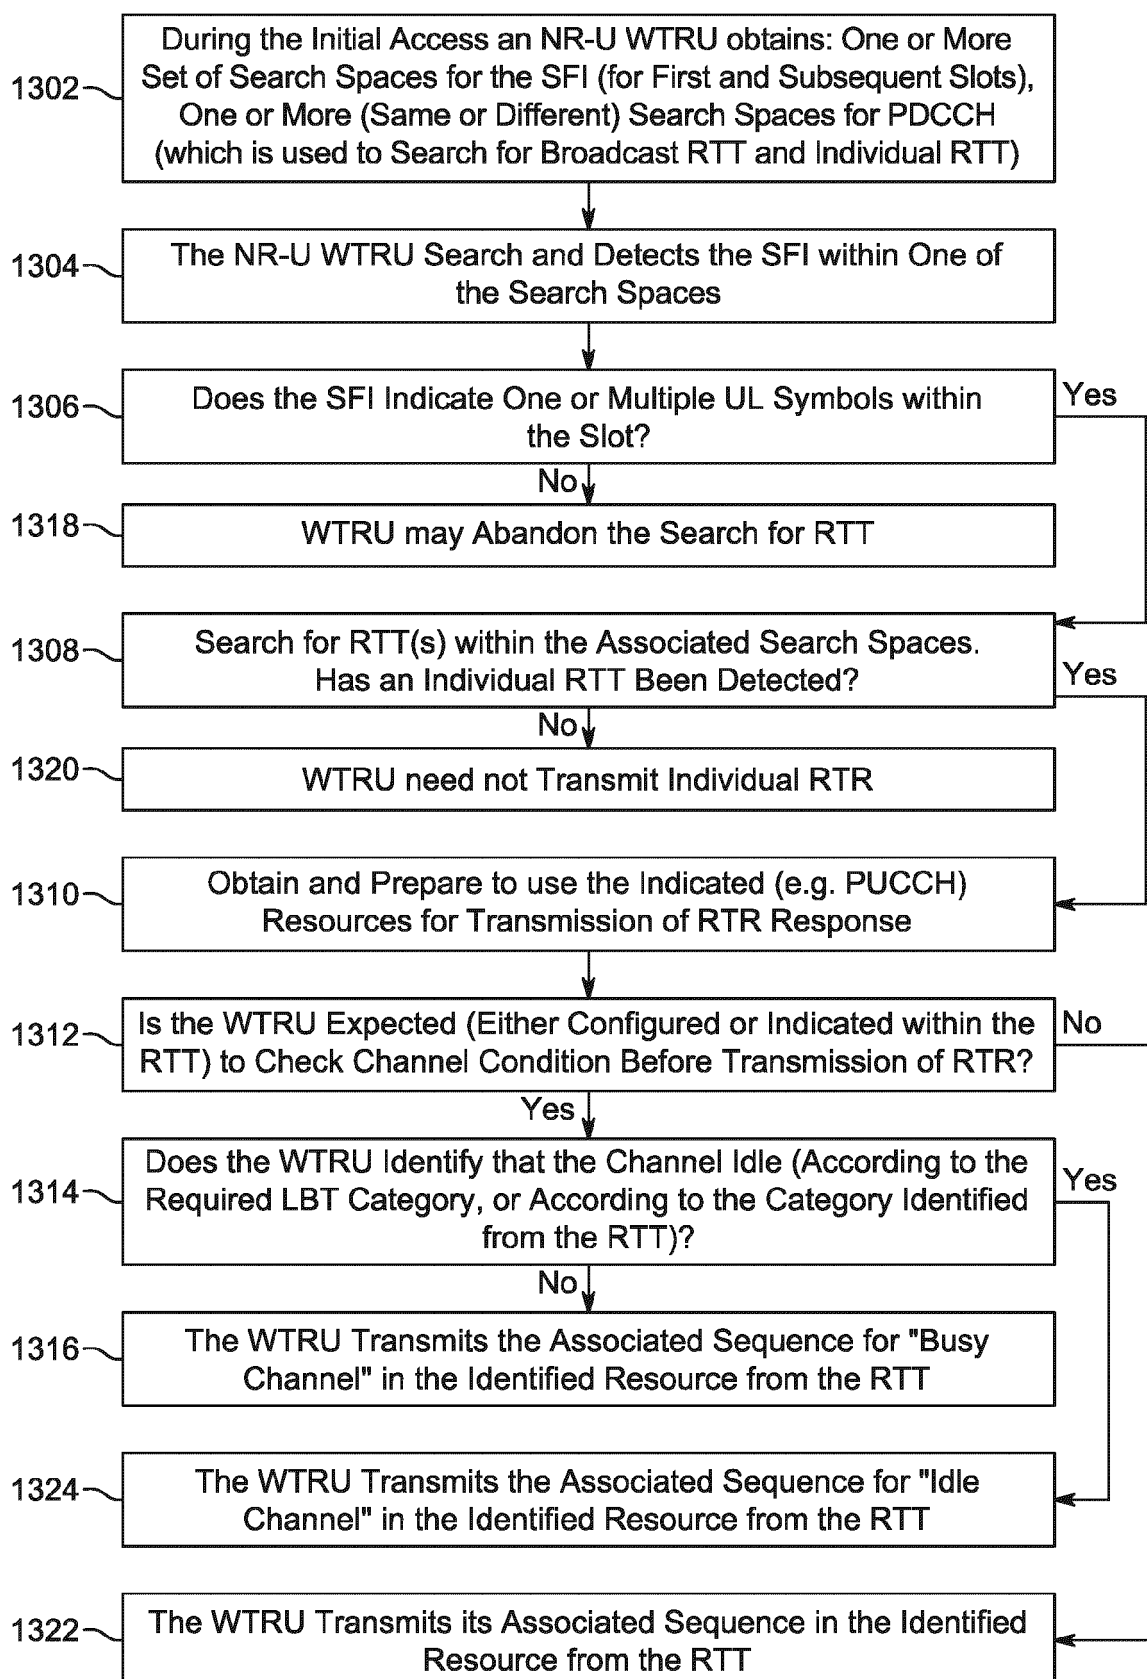 1302
During the Initial Access an NR-U WTRU obtains: One or More
Set of Search Spaces for the SFI (for First and Subsequent Slots),
One or More (Same or Different) Search Spaces for PDCCH
(which is used to Search for Broadcast RTT and Individual RTT)
1304
The NR-U WTRU Search and Detects the SFI within One of
the Search Spaces
1306
Does the SFI Indicate One or Multiple UL Symbols within
the Slot?
Yes
No
1318
WTRU may Abandon the Search for RTT
1308
Search for RTT(s) within the Associated Search Spaces.
Has an Individual RTT Been Detected?
Yes
No
1320
WTRU need not Transmit Individual RTR
1310
Obtain and Prepare to use the Indicated (e.g. PUCCH)
Resources for Transmission of RTR Response
1312
Is the WTRU Expected (Either Configured or Indicated within the
RTT) to Check Channel Condition Before Transmission of RTR?
No
Yes
1314
Does the WTRU Identify that the Channel Idle (According to the
Required LBT Category, or According to the Category Identified
from the RTT)?
Yes
No
1316
The WTRU Transmits the Associated Sequence for "Busy
Channel" in the Identified Resource from the RTT
1324
The WTRU Transmits the Associated Sequence for "Idle
Channel" in the Identified Resource from the RTT
1322
The WTRU Transmits its Associated Sequence in the Identified
Resource from the RTT